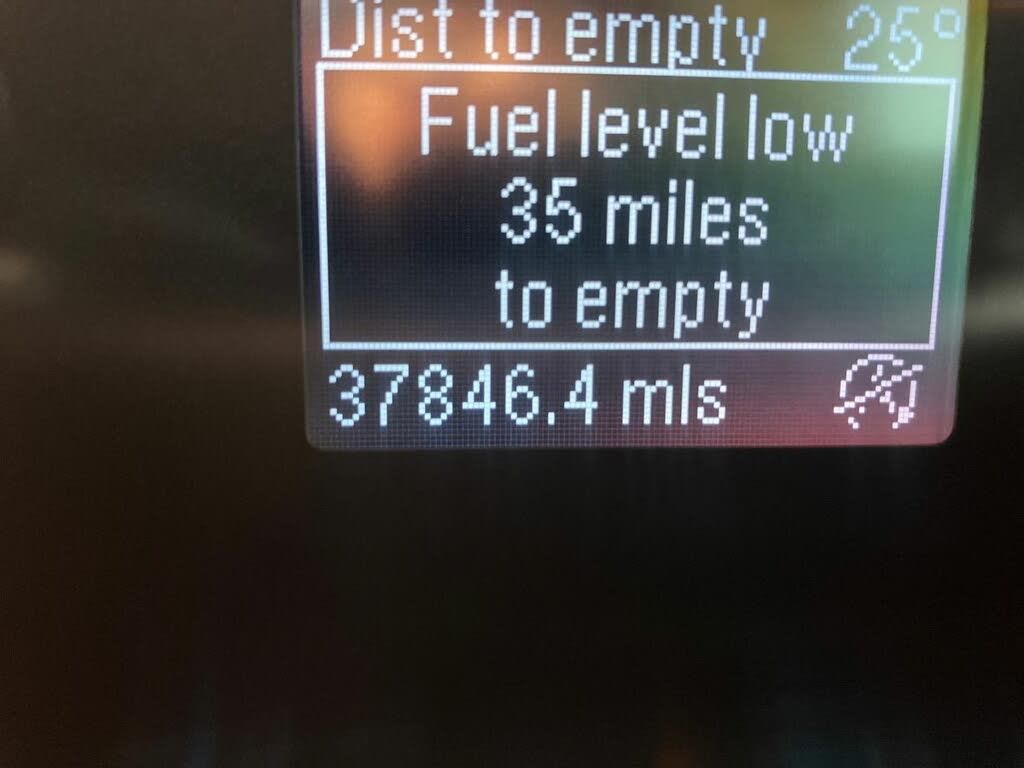 Dist to empty 25°
Fuel level low
35 miles
to empty
37846.4 mls